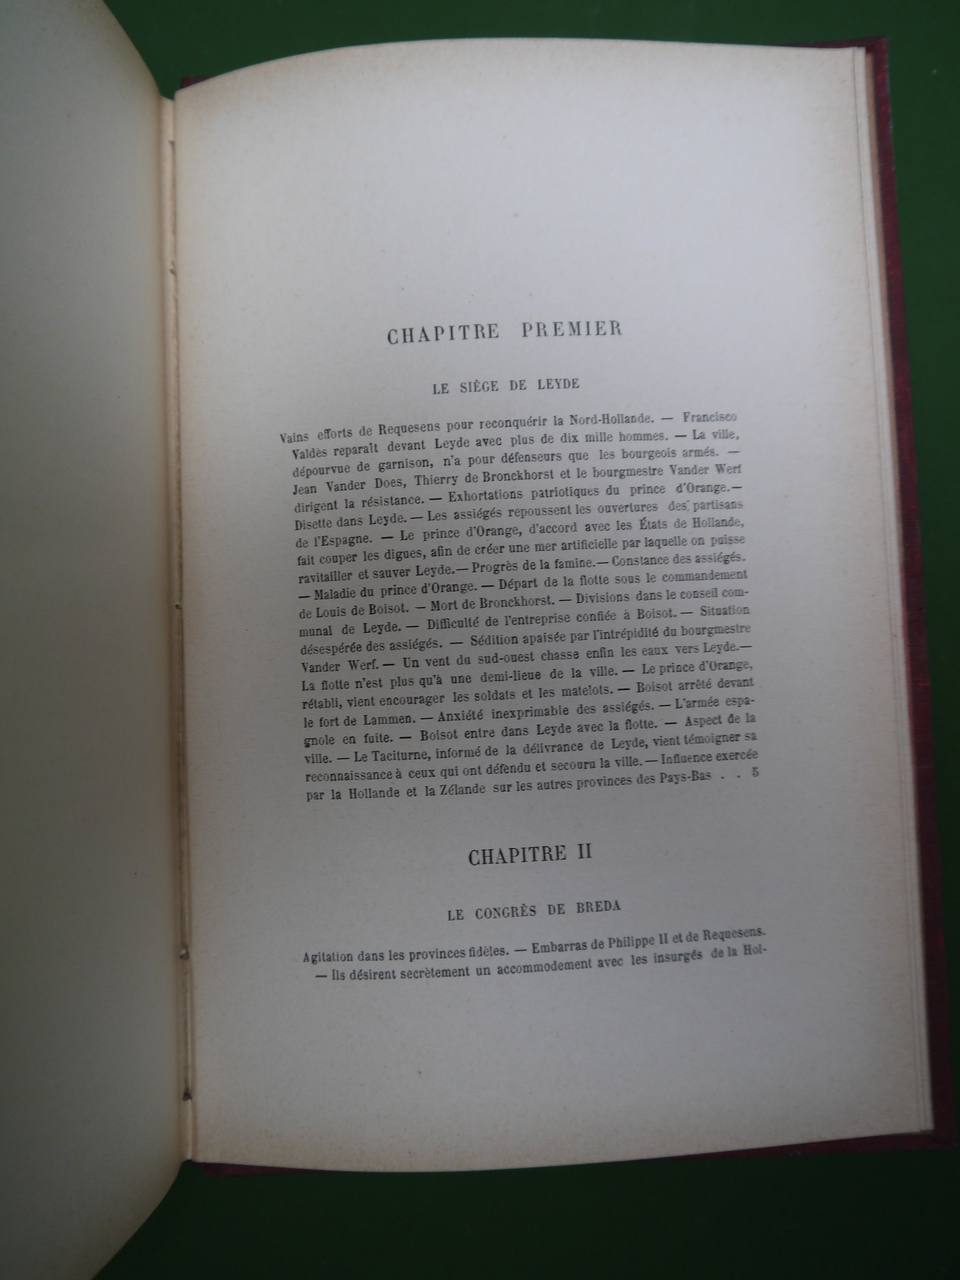 CHAPITRE PREMIER
LE SIÈGE DE LEYDE
Vains efforts de Requesens pour reconquérir la Nord-Hollande. — Francisco
Valdès reparaît devant Leyde avec plus de dix mille hommes. — La ville,
dépourvue de garnison, n'a pour défenseurs que les bourgeois armés. —
Jean Vander Does, Thierry de Bronckhorst et le bourgmestre Vander Werf
dirigent la résistance. — Exhortations patriotiques du prince d'Orange. —
Disette dans Leyde. — Les assiégés repoussent les ouvertures des partisans
de l'Espagne. — Le prince d'Orange, d'accord avec les États de Hollande,
fait couper les digues, afin de créer une mer artificielle par laquelle on puisse
ravitailler et sauver Leyde. — Progrès de la famine. — Constance des assiégés.
— Maladie du prince d'Orange. — Départ de la flotte sous le commandement
de Louis de Boisot. — Mort de Bronckhorst. — Divisions dans le conseil com-
munal de Leyde. — Difficulté de l'entreprise confiée à Boisot. — Situation
désespérée des assiégés. — Sédition apaisée par l'intrépidité du bourgmestre
Vander Werf. — Un vent du sud-ouest chasse enfin les eaux vers Leyde. —
La flotte n'est plus qu'à une demi-lieue de la ville. — Le prince d'Orange,
rétabli, vient encourager les soldats et les matelots. — Boisot arrêté devant
le fort de Lammen. — Anxiété inexprimable des assiégés. — L'armée espa-
gnole en fuite. — Boisot entre dans Leyde avec la flotte. — Aspect de la
ville. — Le Taciturne, informé de la délivrance de Leyde, vient témoigner sa
reconnaissance à ceux qui ont défendu et secouru la ville. — Influence exercée
par la Hollande et la Zélande sur les autres provinces des Pays-Bas . . 5
CHAPITRE II
LE CONGRÈS DE BREDA
Agitation dans les provinces fidèles. — Embarras de Philippe II et de Requesens.
— Ils désirent secrètement un accommodement avec les insurgés de la Hol-